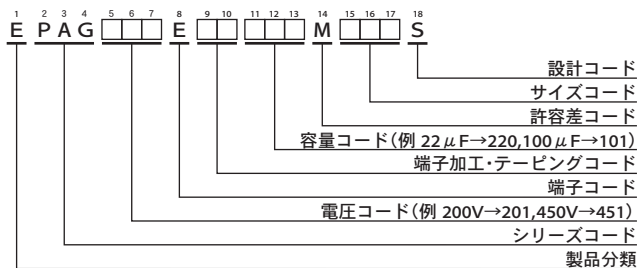 1 2 3 4 5 6 7 8 9 10 11 12 13 14 15 16 17 18
E PAG E M S
設計コード
サイズコード
許容差コード
容量コード(例 22μF→220,100μF→101)
端子加工・テーピングコード
端子コード
電圧コード(例 200V→201,450V→451)
シリーズコード
製品分類